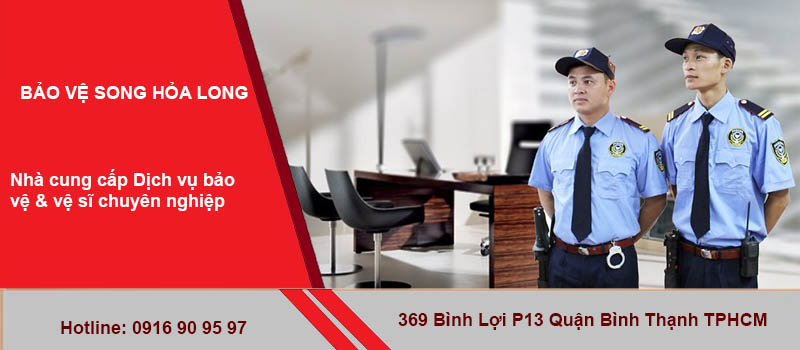 BẢO VỆ SONG HỎA LONG
Nhà cung cấp Dịch vụ bảo
vệ & vệ sĩ chuyên nghiệp
Hotline: 0916 90 95 97
369 Bình Lợi P13 Quận Bình Thạnh TPHCM